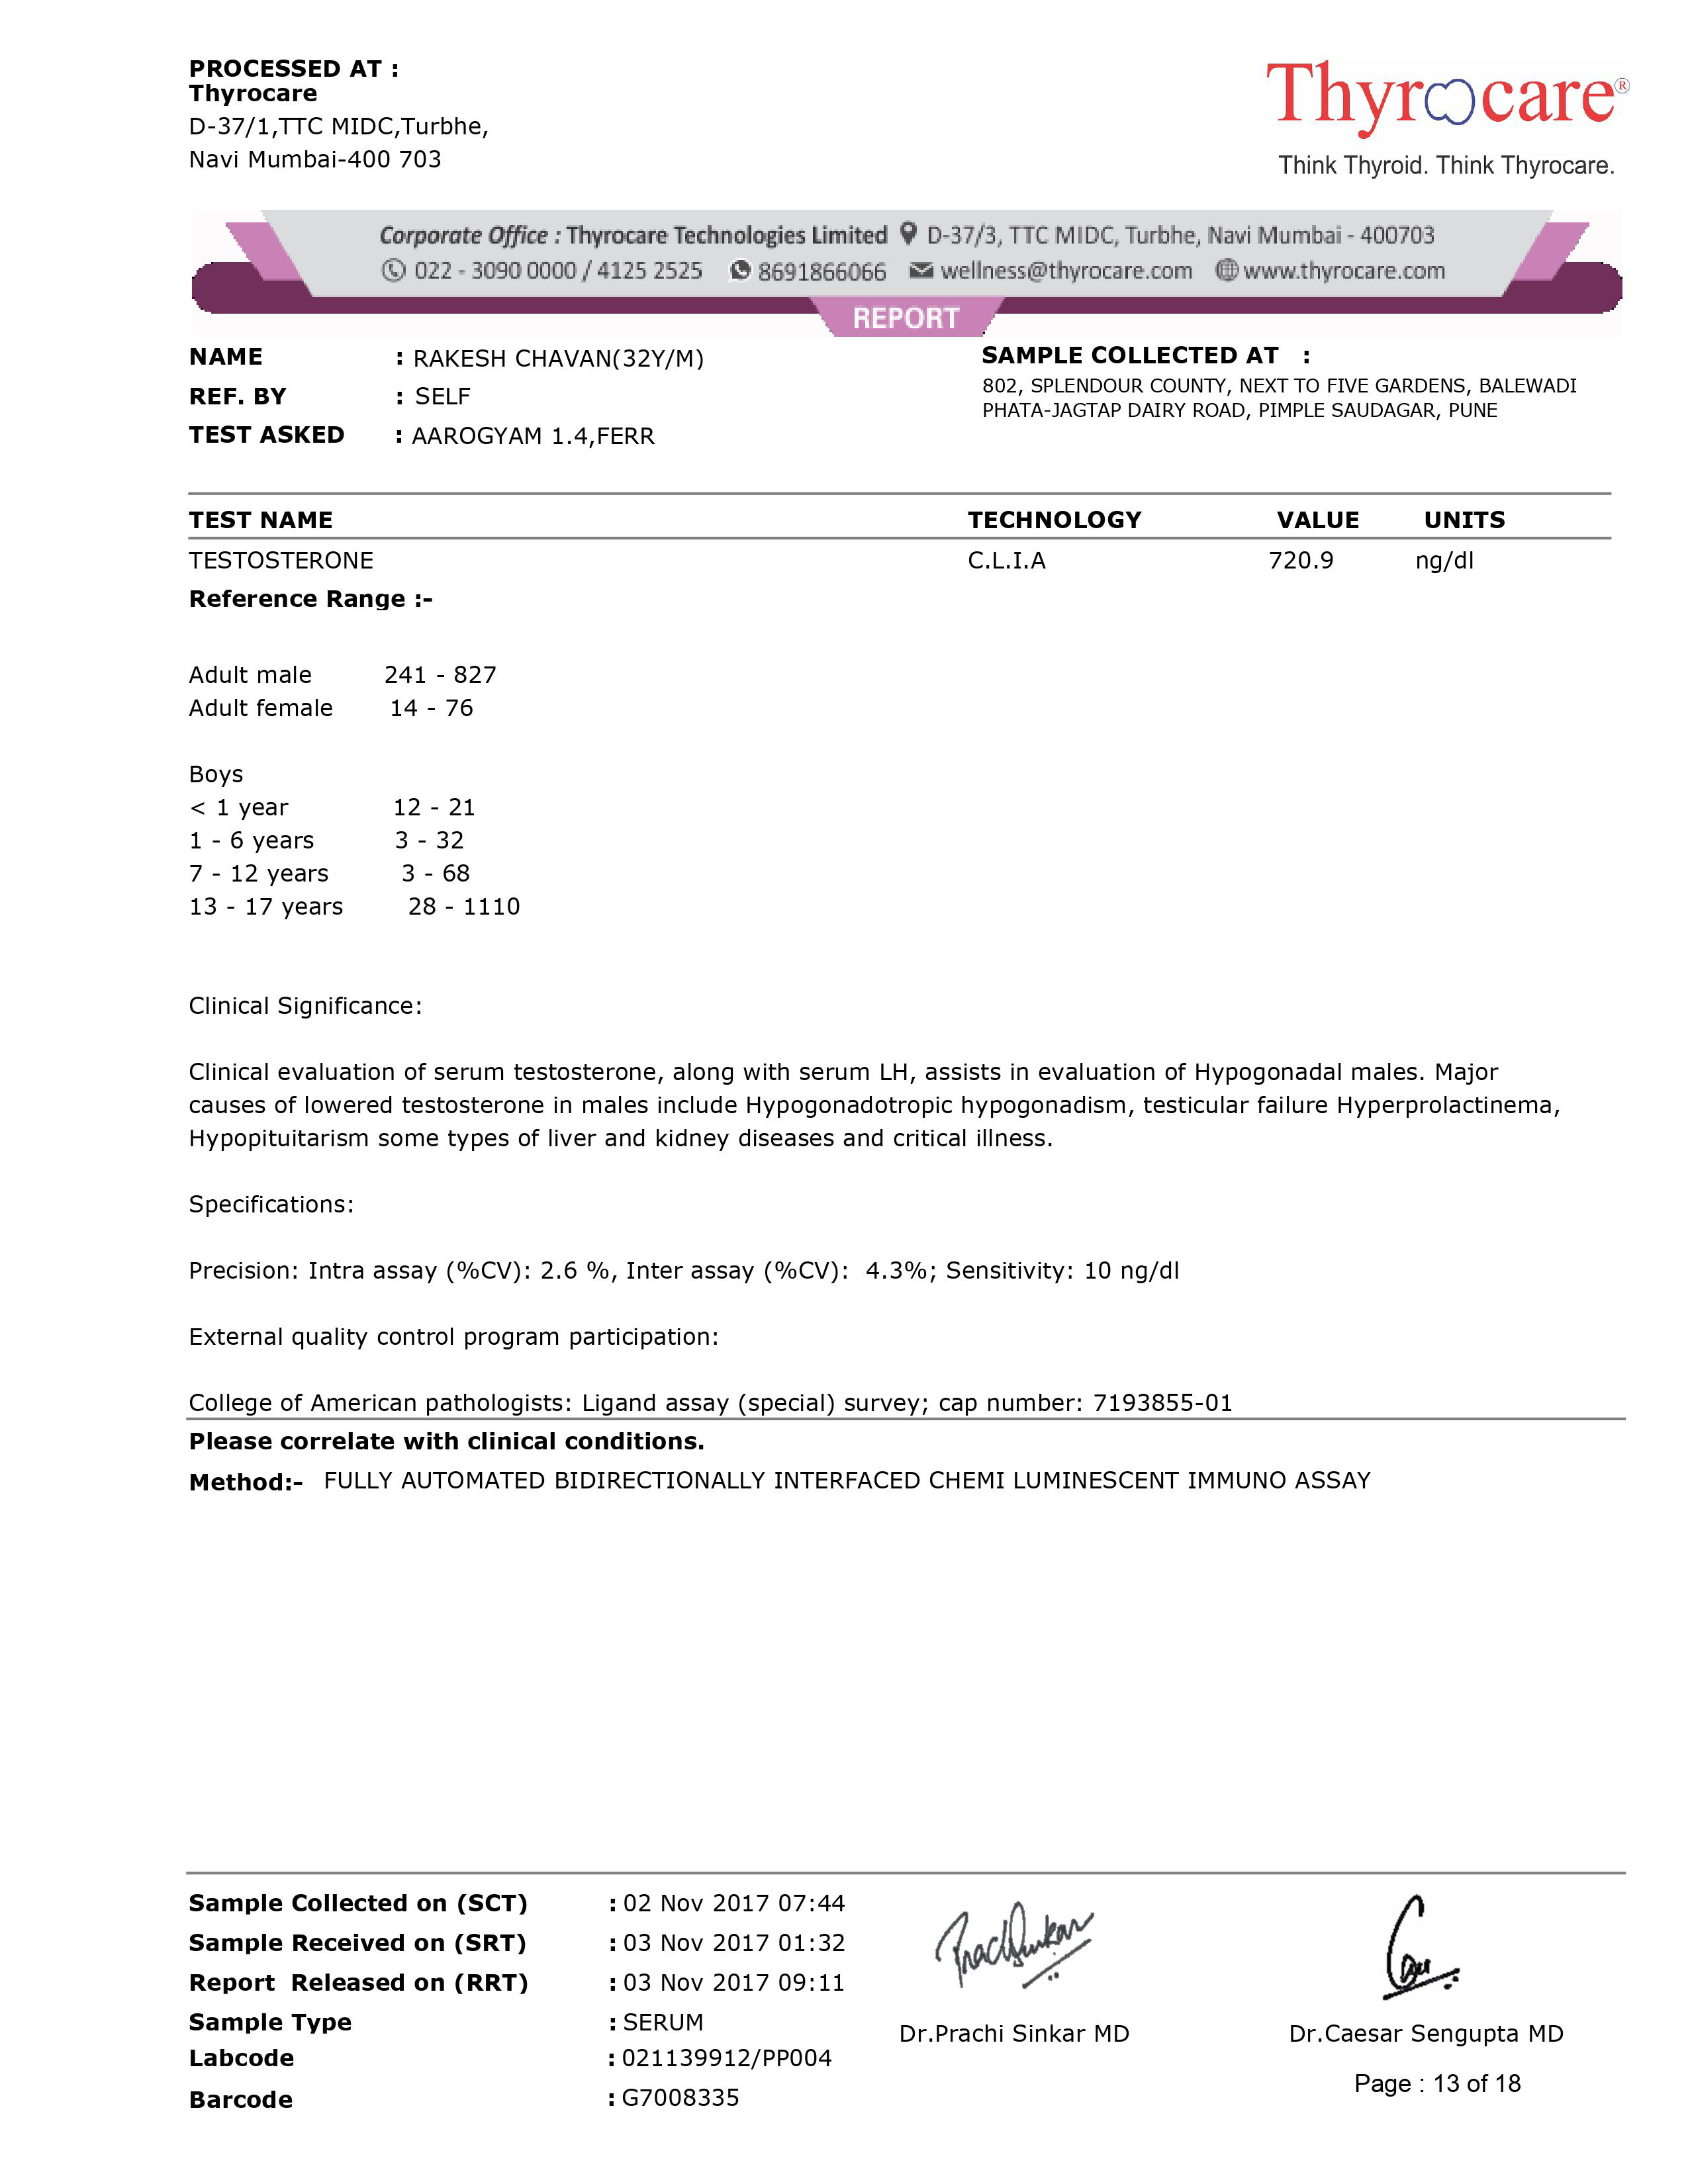 PROCESSED AT :
Thyrocare
D-37/1,TTC MIDC,Turbhe,
Navi Mumbai-400 703
Thyrocare®
Think Thyroid. Think Thyrocare.
Corporate Office : Thyrocare Technologies Limited D-37/3, TTC MIDC, Turbhe, Navi Mumbai - 400703
022 - 3090 0000 / 4125 2525 8691866066 wellness@thyrocare.com www.thyrocare.com
REPORT
NAME : RAKESH CHAVAN(32Y/M)
REF. BY : SELF
TEST ASKED : AAROGYAM 1.4,FERR
SAMPLE COLLECTED AT :
802, SPLENDOUR COUNTY, NEXT TO FIVE GARDENS, BALEWADI
PHATA-JAGTAP DAIRY ROAD, PIMPLE SAUDAGAR, PUNE
TEST NAME TECHNOLOGY VALUE UNITS
TESTOSTERONE C.L.I.A 720.9 ng/dl
Reference Range :-
Adult male 241 - 827
Adult female 14 - 76
Boys
< 1 year 12 - 21
1 - 6 years 3 - 32
7 - 12 years 3 - 68
13 - 17 years 28 - 1110
Clinical Significance:
Clinical evaluation of serum testosterone, along with serum LH, assists in evaluation of Hypogonadal males. Major
causes of lowered testosterone in males include Hypogonadotropic hypogonadism, testicular failure Hyperprolactinema,
Hypopituitarism some types of liver and kidney diseases and critical illness.
Specifications:
Precision: Intra assay (%CV): 2.6 %, Inter assay (%CV): 4.3%; Sensitivity: 10 ng/dl
External quality control program participation:
College of American pathologists: Ligand assay (special) survey; cap number: 7193855-01
Please correlate with clinical conditions.
Method:- FULLY AUTOMATED BIDIRECTIONALLY INTERFACED CHEMI LUMINESCENT IMMUNO ASSAY
Sample Collected on (SCT) : 02 Nov 2017 07:44
Sample Received on (SRT) : 03 Nov 2017 01:32
Report Released on (RRT) : 03 Nov 2017 09:11
Sample Type : SERUM
Labcode : 021139912/PP004
Barcode : G7008335
Dr.Prachi Sinkar MD
Dr.Caesar Sengupta MD
Page : 13 of 18